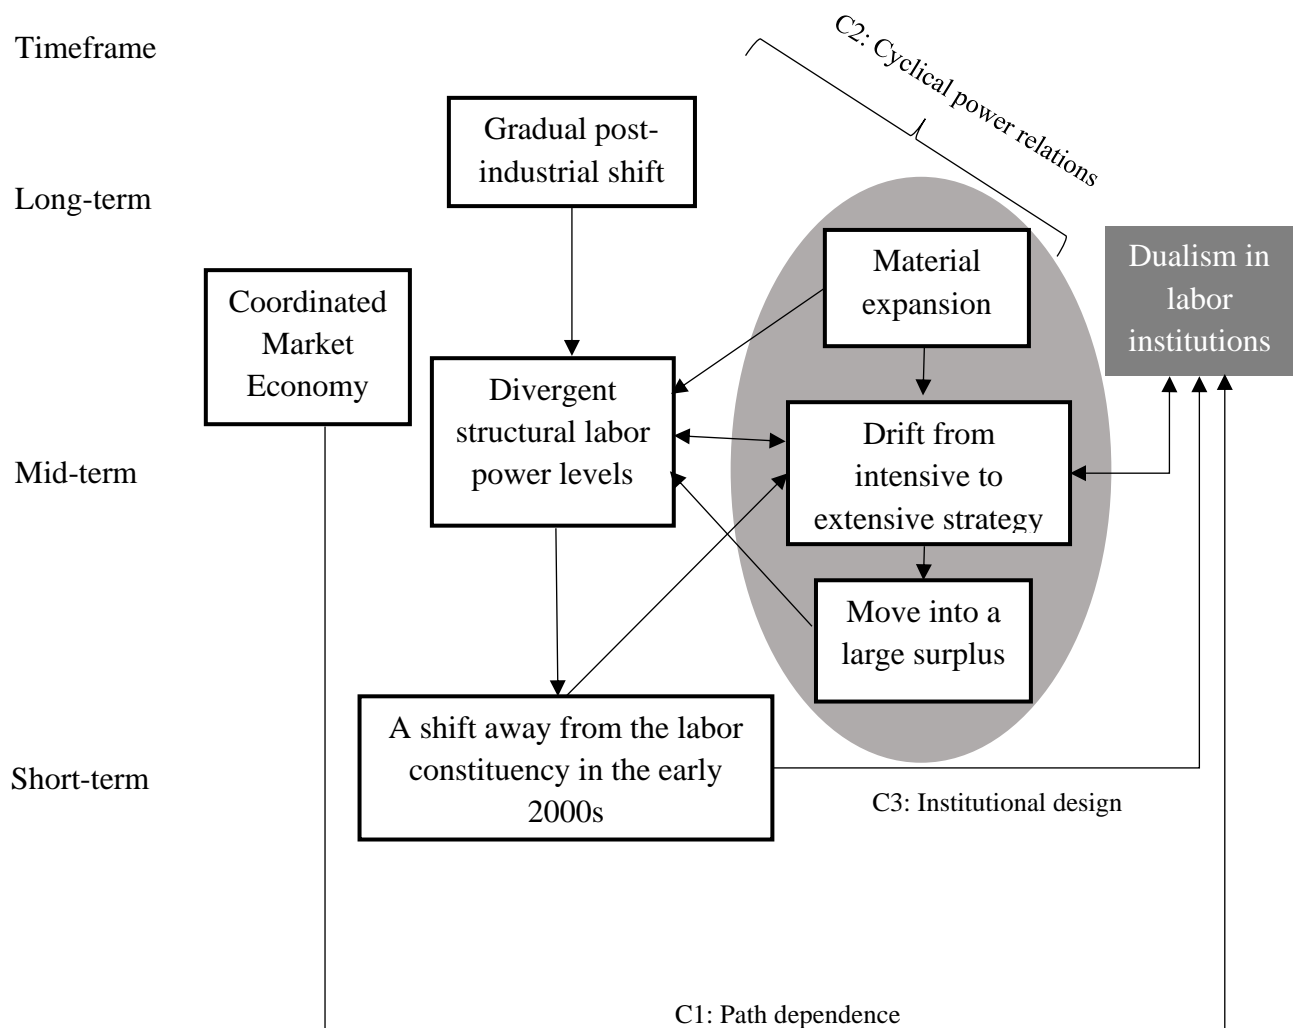 Timeframe
C2: Cyclical power relations
Gradual post-
industrial shift
Long-term
Coordinated
Market
Economy
Material
expansion
Dualism in
labor
institutions
Divergent
structural labor
power levels
Mid-term
Drift from
intensive to
extensive strategy
Move into a
large surplus
Short-term
A shift away from the labor
constituency in the early
2000s
C3: Institutional design
C1: Path dependence